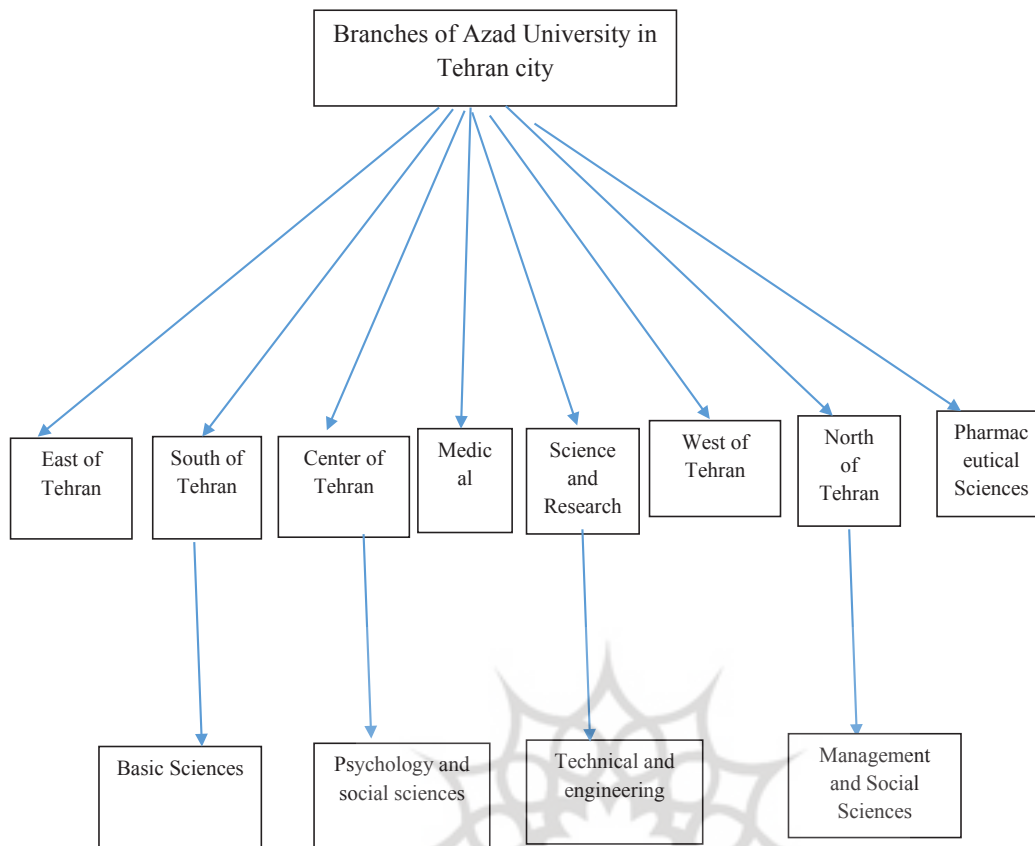 Branches of Azad University in
Tehran city
East of
Tehran
South of
Tehran
Center of
Tehran
Medic
al
Science
and
Research
West of
Tehran
North
of
Tehran
Pharmac
eutical
Sciences
Basic Sciences
Psychology and
social sciences
Technical and
engineering
Management
and Social
Sciences